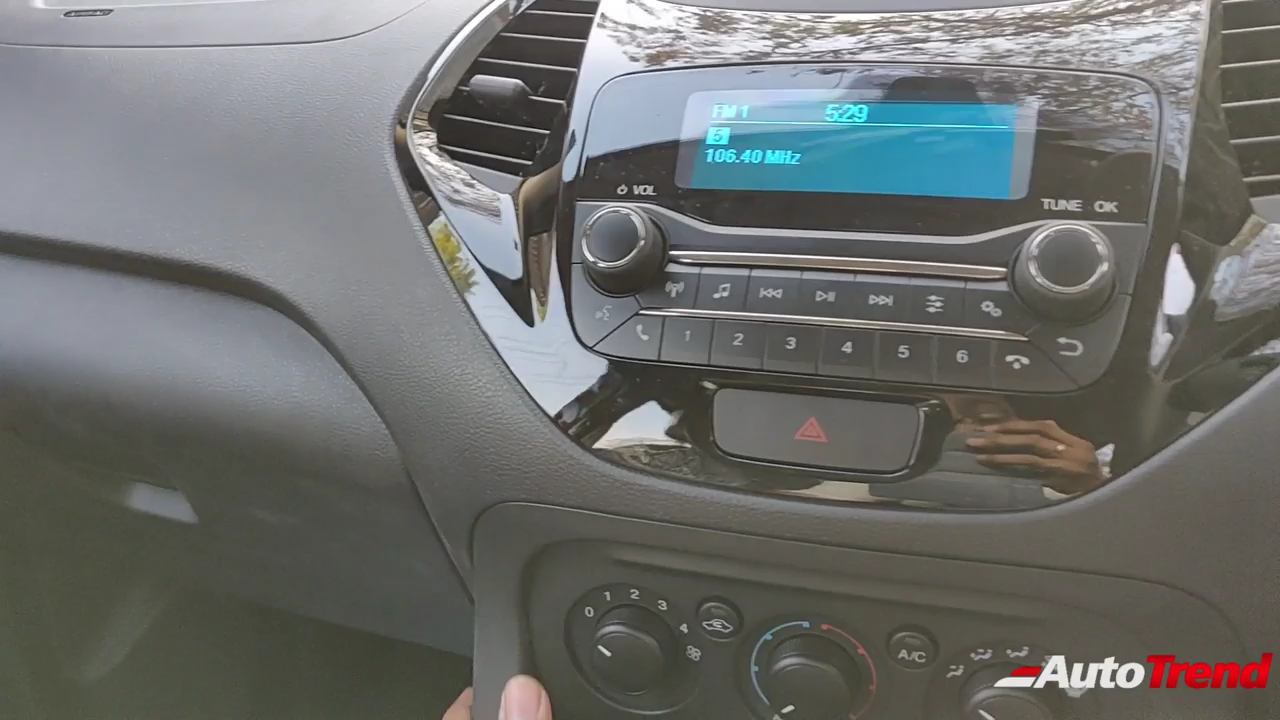 FM 1 5:29
5
106.40 MHz
VOL
TUNE OK
1 2 3 4 5 6
0 1 2 3 4
A/C
AutoTrend